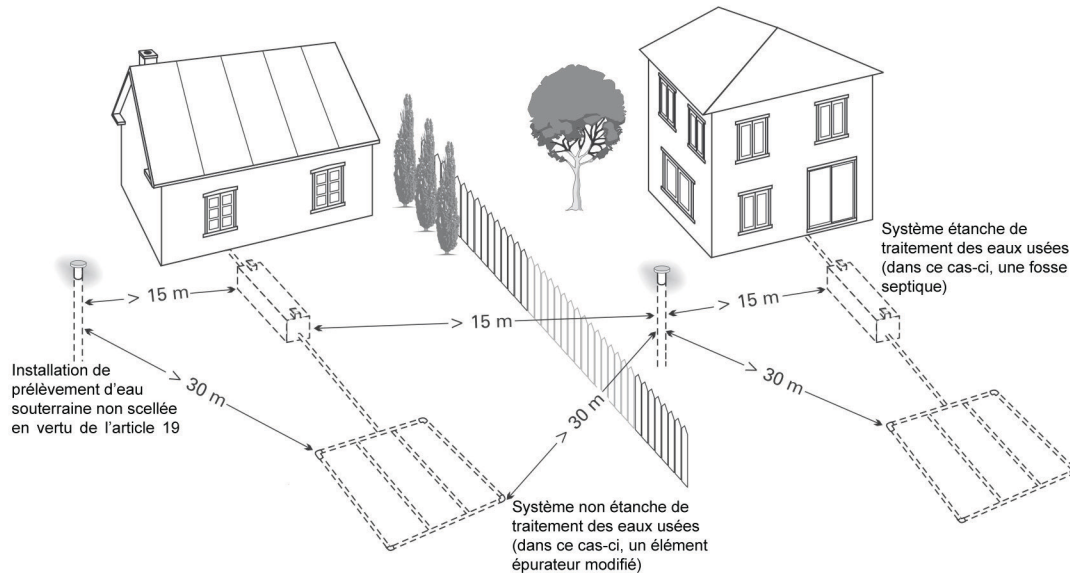 Système étanche de
traitement des eaux usées
(dans ce cas-ci, une fosse
septique)
> 15 m
> 15 m
> 15 m
Installation de
prélèvement d'eau
souterraine non scellée
en vertu de l'article 19
> 30 m
> 30 m
> 30 m
Système non étanche de
traitement des eaux usées
(dans ce cas-ci, un élément
épurateur modifié)